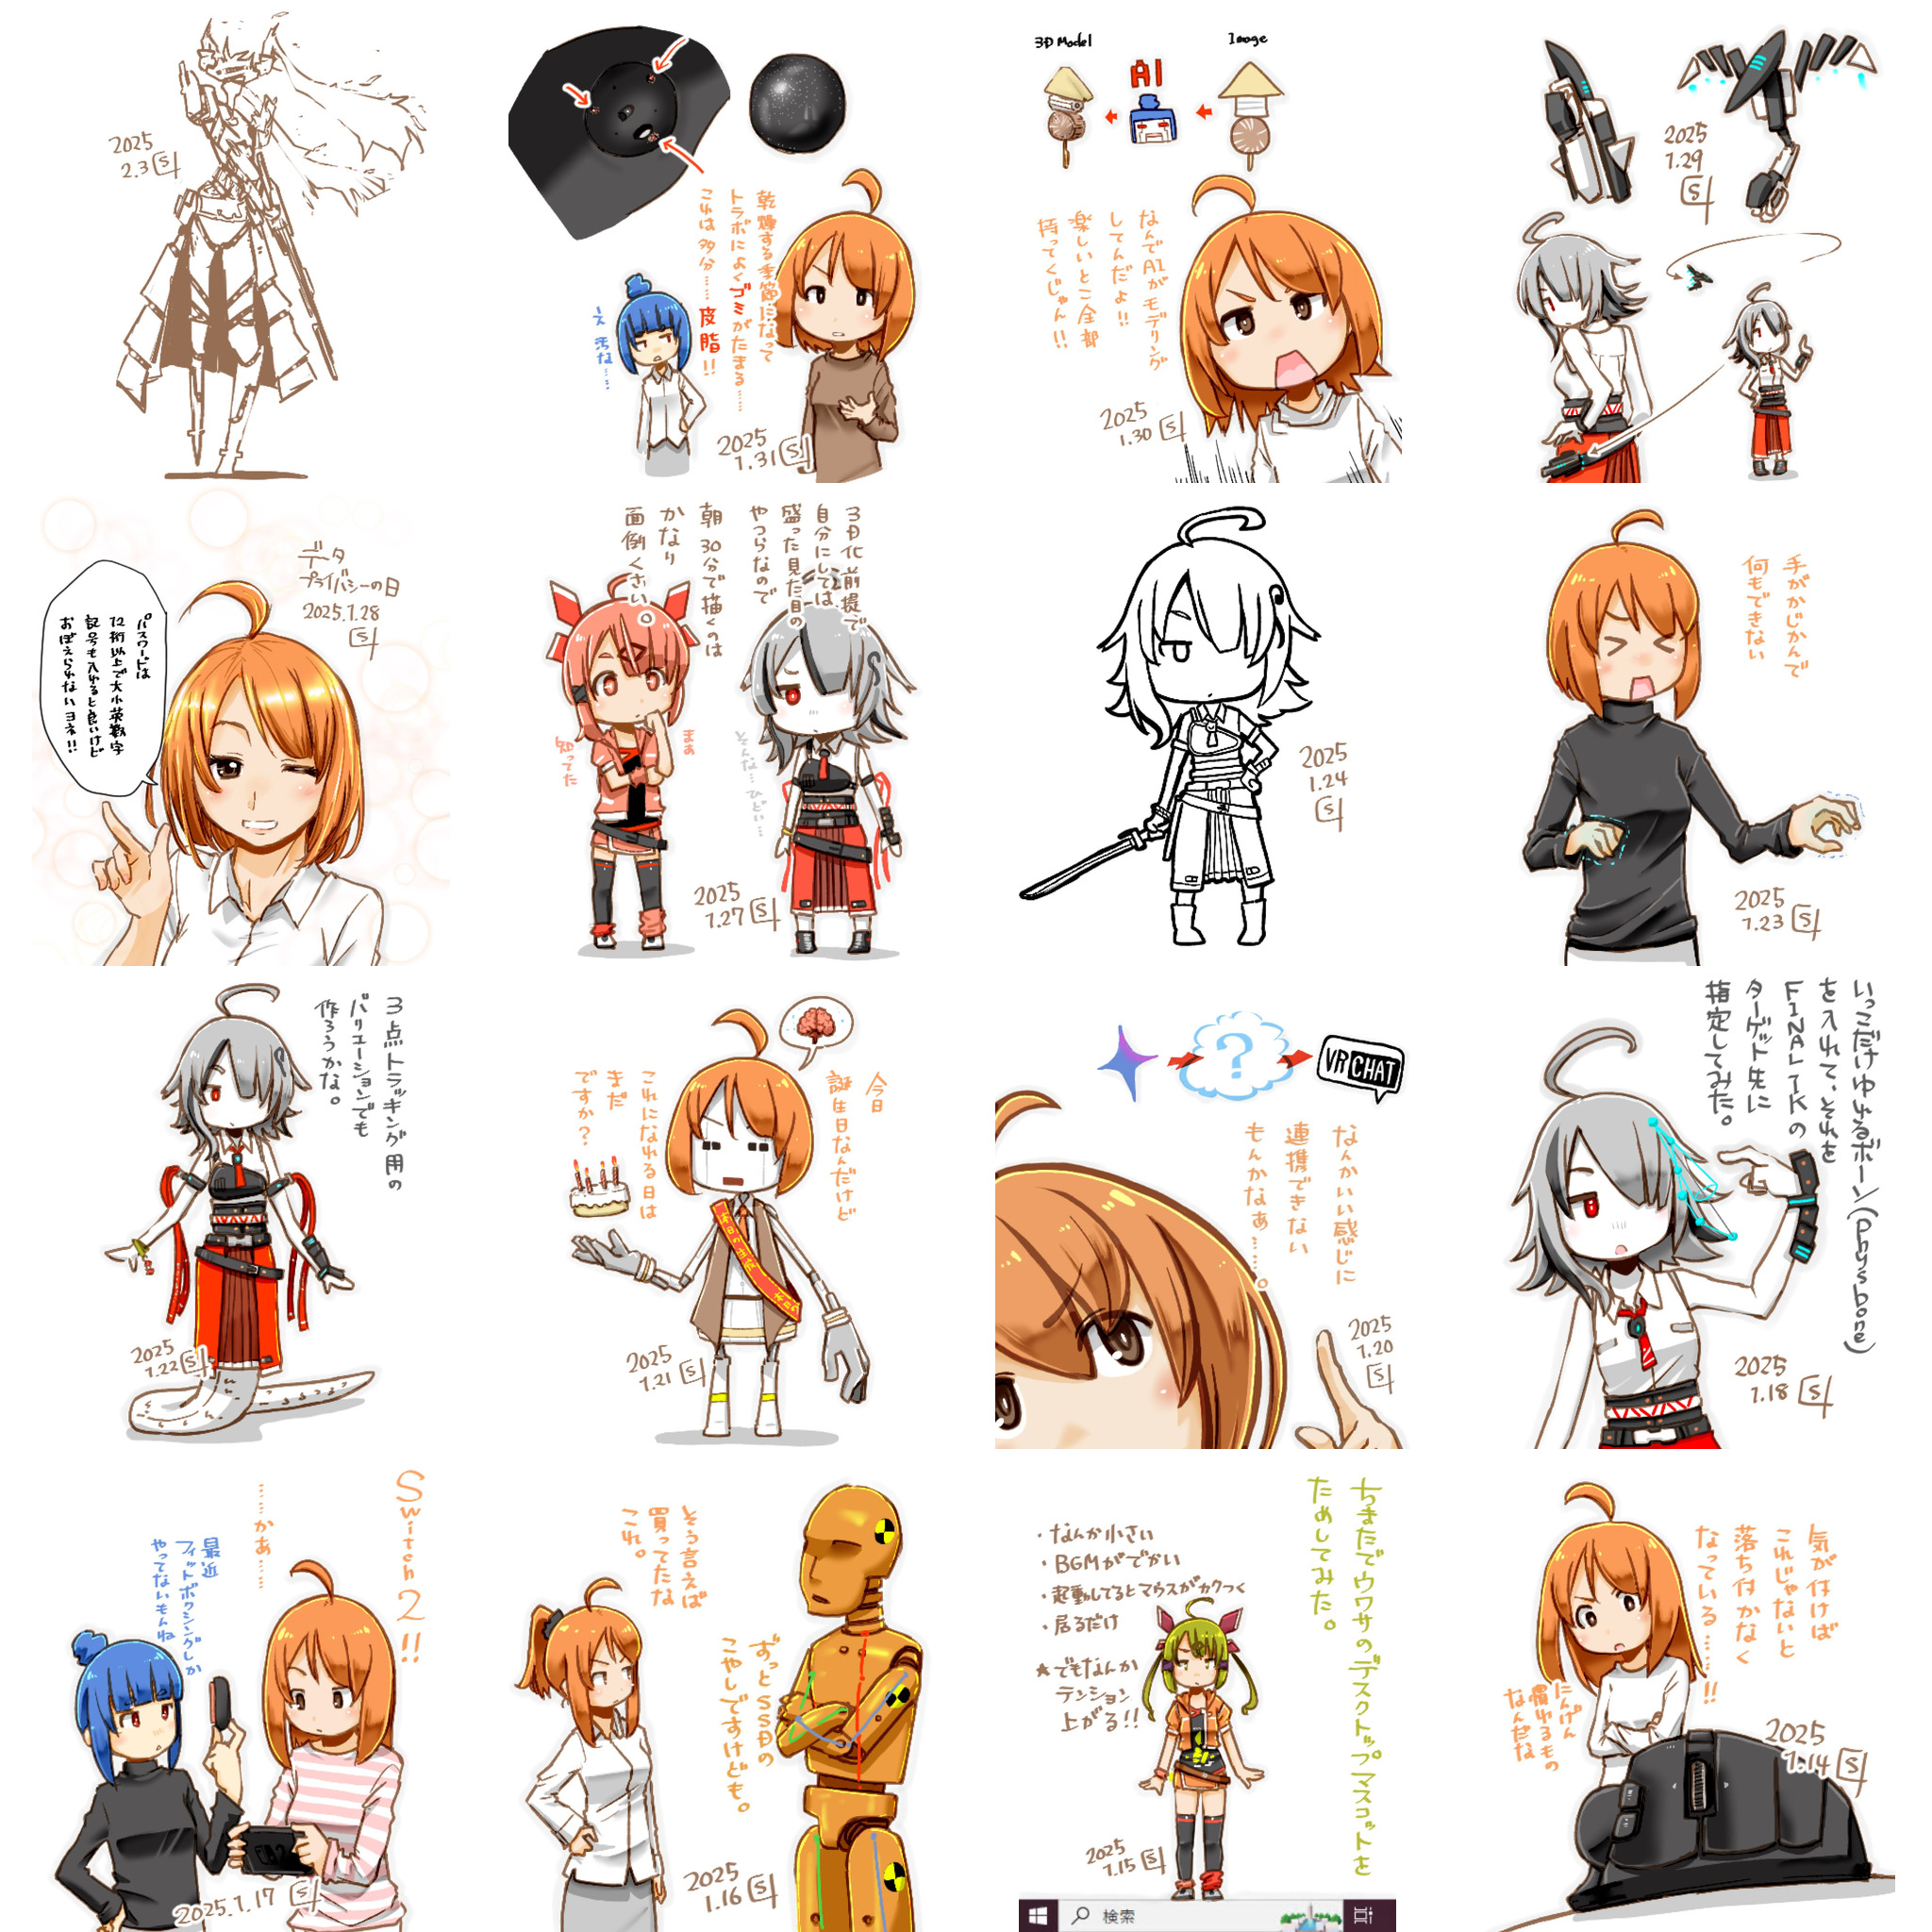 2025
2.3 S
乾燥する季節になって
トラボによくゴミがたまる……
これは多分……皮脂!!
え
汚な……
2025
1.31 S
3D Model
Image
AI
なんでAIがモデリング
してんだよ!!
楽しいとこ全部
持ってくじゃん!!
2025
1.30 S
2025
1.29
S
データ
プライバシーの日
2025.1.28
S
パスワードは
12桁以上で大小英数字
記号も入れると良いけど
おぼえられないヨネ!!
3D化前提で
自分にしては
盛った見た目の
やつらなので
朝30分で描くのは
かなり
面倒くさい。
まぁ
知ってた
そんな…ひどい…
2025
1.27 S
2025
1.24
S
手がかじかんで
何もできない
2025
1.23 S
3点トラッキング用の
バリエーションでも
作ろうかな。
2025
1.22 S
今日
誕生日なんだけど
これになれる日は
まだ
ですか?
本日の主役
2025
1.21 S
?
VRCHAT
なんかいい感じに
連携できない
もんかなぁ……。
2025
1.20
S
いっこだけゆれるボーン(Physbone)
を入れて、それを
FINAL IKの
ターゲット先に
指定してみた。
2025
1.18 S
Switch2!!
……かあ……
最近
フィットボクシングしか
やってないもんね
2025.1.17 S
そう言えば
買ってたな
これ。
ずっとSSDの
こやしですけども。
2025
1.16 S
ちまたでウワサのデスクトップマスコットを
ためしてみた。
・なんか小さい
・BGMがでかい
・起動してるとマウスがカクつく
・居るだけ
★でもなんか
テンション
上がる!!
2025
1.15 S
検索
気が付けば
これじゃないと
落ち付かなく
なっている……!!
にんげん
慣れるもの
なんだな
2025
1.14 S